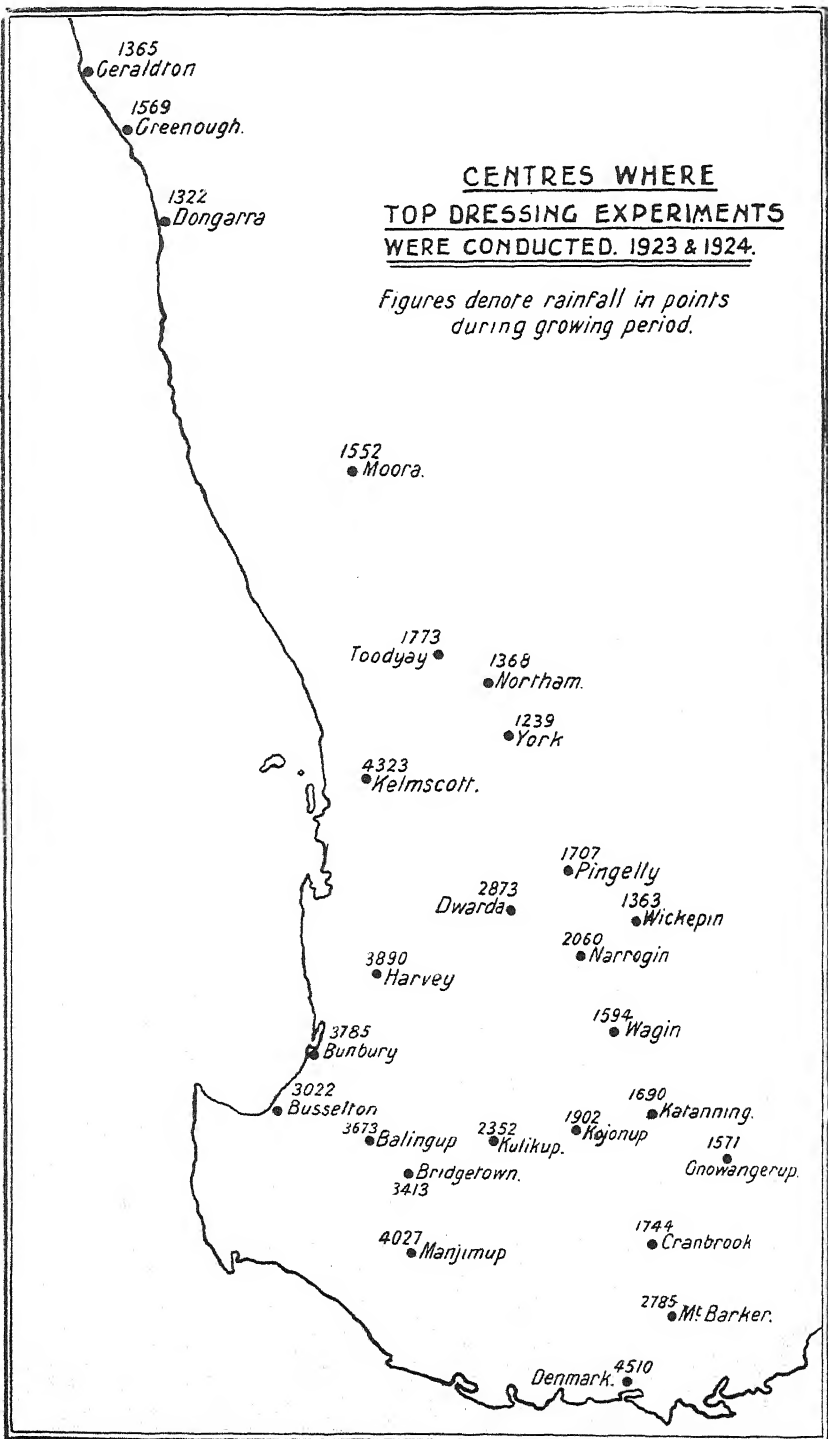 1365
Geraldton
1569
Greenough.
1322
Dongarra
CENTRES WHERE
TOP DRESSING EXPERIMENTS
WERE CONDUCTED. 1923 & 1924.
Figures denote rainfall in points
during growing period.
1552
Moora.
1773
Toodyay
1368
Northam.
1239
York
4323
Kelmscott.
1707
Pingelly
2873
Dwarda
1363
Wickepin
2060
Narrogin
3890
Harvey
1594
Wagin
3785
Bunbury
3022
Busselton
1690
Katanning.
3673
Balingup
2352
Kulikup.
1902
Kojonup
1571
Gnowangerup.
Bridgetown.
3413
4027
Manjimup
1744
Cranbrook
2785
Mt. Barker.
Denmark. 4510